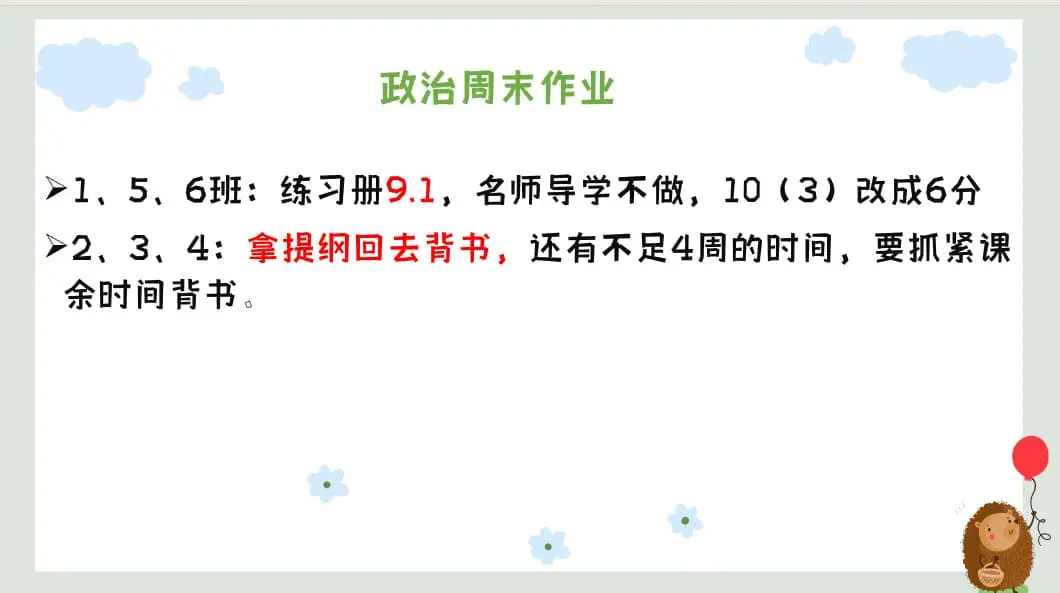 政治周末作业
➢1、5、6班：练习册9.1，名师导学不做，10（3）改成6分
➢2、3、4：拿提纲回去背书，还有不足4周的时间，要抓紧课
余时间背书。